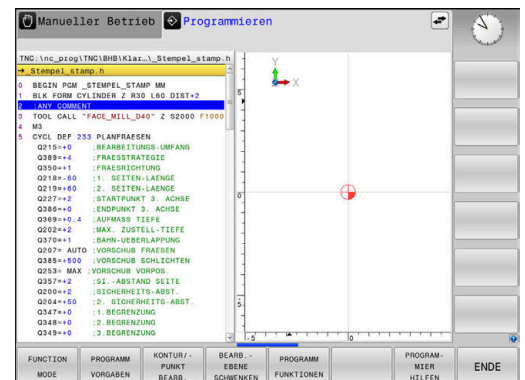 Manueller Betrieb
Programmieren
TNC:\nc_prog\TNC\BHB\Klar…\_Stempel_stamp.h
→ _Stempel_stamp.h
0 BEGIN PGM _STEMPEL_STAMP MM
1 BLK FORM CYLINDER Z R30 L60 DIST+2
2 ;ANY COMMENT
3 TOOL CALL "FACE_MILL_D40" Z S2000 F1000
4 M3
5 CYCL DEF 233 PLANFRAESEN
Q215=+0 ;BEARBEITUNGS-UMFANG
Q389=+4 ;FRAESSTRATEGIE
Q350=+1 ;FRAESRICHTUNG
Q218=-60 ;1. SEITEN-LAENGE
Q219=+60 ;2. SEITEN-LAENGE
Q227=+2 ;STARTPUNKT 3. ACHSE
Q386=+0 ;ENDPUNKT 3. ACHSE
Q369=+0.4 ;AUFMASS TIEFE
Q202=+2 ;MAX. ZUSTELL-TIEFE
Q370=+1 ;BAHN-UEBERLAPPUNG
Q207= AUTO ;VORSCHUB FRAESEN
Q385=+500 ;VORSCHUB SCHLICHTEN
Q253= MAX ;VORSCHUB VORPOS.
Q357=+2 ;SI.-ABSTAND SEITE
Q200=+2 ;SICHERHEITS-ABST.
Q204=+50 ;2. SICHERHEITS-ABST.
Q347=+0 ;1.BEGRENZUNG
Q348=+0 ;2.BEGRENZUNG
Q349=+0 ;3.BEGRENZUNG
Y
X
5
0
5
-5
0
FUNCTION MODE
PROGRAMM VORGABEN
KONTUR/- PUNKT BEARB.
BEARB.- EBENE SCHWENKEN
PROGRAMM FUNKTIONEN
PROGRAM- MIER HILFEN
ENDE